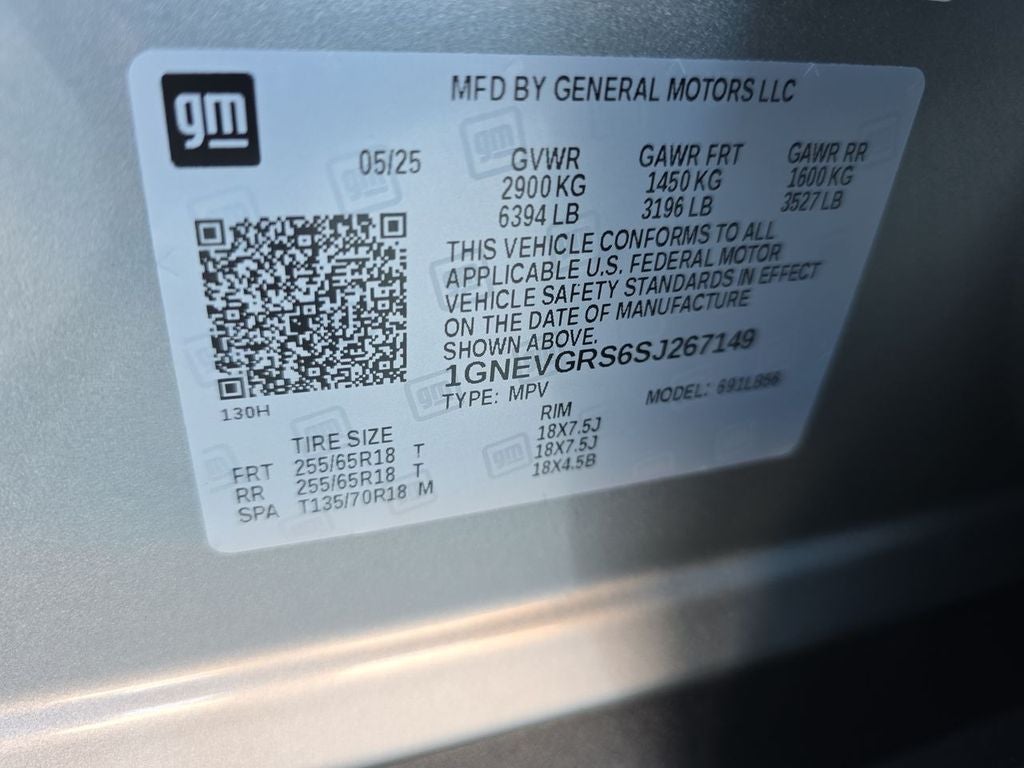 gm
MFD BY GENERAL MOTORS LLC
05/25 GVWR GAWR FRT GAWR RR
2900 KG 1450 KG 1600 KG
6394 LB 3196 LB 3527 LB
THIS VEHICLE CONFORMS TO ALL
APPLICABLE U.S. FEDERAL MOTOR
VEHICLE SAFETY STANDARDS IN EFFECT
ON THE DATE OF MANUFACTURE
SHOWN ABOVE.
1GNEVGRS6SJ267149
TYPE: MPV MODEL: 691LB56
130H
TIRE SIZE RIM
FRT 255/65R18 T 18X7.5J
RR 255/65R18 T 18X7.5J
SPA T135/70R18 M 18X4.5B